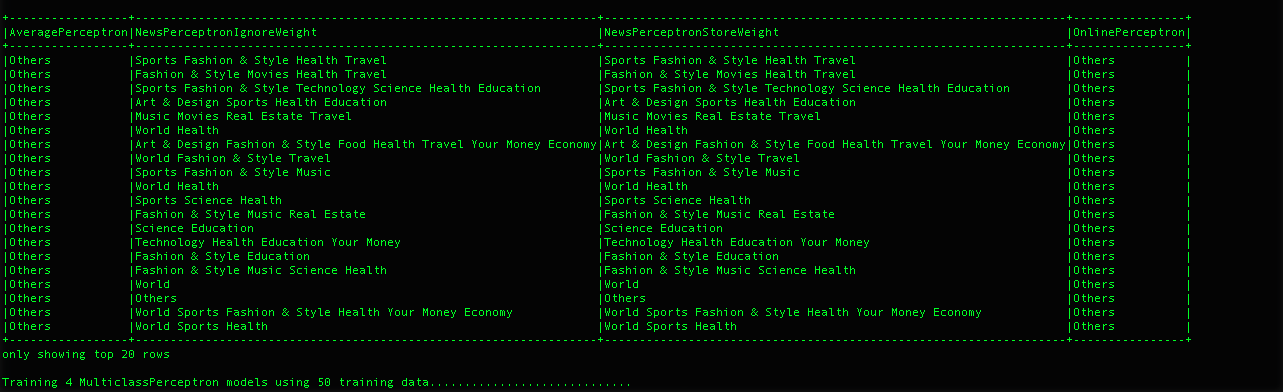 +-----------------+------------------------------------------------------------------+------------------------------------------------------------------+----------------+
|AveragePerceptron|NewsPerceptronIgnoreWeight                                        |NewsPerceptronStoreWeight                                         |OnlinePerceptron|
+-----------------+------------------------------------------------------------------+------------------------------------------------------------------+----------------+
|Others           |Sports Fashion & Style Health Travel                              |Sports Fashion & Style Health Travel                              |Others          |
|Others           |Fashion & Style Movies Health Travel                              |Fashion & Style Movies Health Travel                              |Others          |
|Others           |Sports Fashion & Style Technology Science Health Education        |Sports Fashion & Style Technology Science Health Education        |Others          |
|Others           |Art & Design Sports Health Education                              |Art & Design Sports Health Education                              |Others          |
|Others           |Music Movies Real Estate Travel                                   |Music Movies Real Estate Travel                                   |Others          |
|Others           |World Health                                                      |World Health                                                      |Others          |
|Others           |Art & Design Fashion & Style Food Health Travel Your Money Economy|Art & Design Fashion & Style Food Health Travel Your Money Economy|Others          |
|Others           |World Fashion & Style Travel                                      |World Fashion & Style Travel                                      |Others          |
|Others           |Sports Fashion & Style Music                                      |Sports Fashion & Style Music                                      |Others          |
|Others           |World Health                                                      |World Health                                                      |Others          |
|Others           |Sports Science Health                                             |Sports Science Health                                             |Others          |
|Others           |Fashion & Style Music Real Estate                                 |Fashion & Style Music Real Estate                                 |Others          |
|Others           |Science Education                                                 |Science Education                                                 |Others          |
|Others           |Technology Health Education Your Money                            |Technology Health Education Your Money                            |Others          |
|Others           |Fashion & Style Education                                         |Fashion & Style Education                                         |Others          |
|Others           |Fashion & Style Music Science Health                              |Fashion & Style Music Science Health                              |Others          |
|Others           |World                                                             |World                                                             |Others          |
|Others           |Others                                                            |Others                                                            |Others          |
|Others           |World Sports Fashion & Style Health Your Money Economy            |World Sports Fashion & Style Health Your Money Economy            |Others          |
|Others           |World Sports Health                                               |World Sports Health                                               |Others          |
+-----------------+------------------------------------------------------------------+------------------------------------------------------------------+----------------+
only showing top 20 rows
Training 4 MulticlassPerceptron models using 50 training data.............................